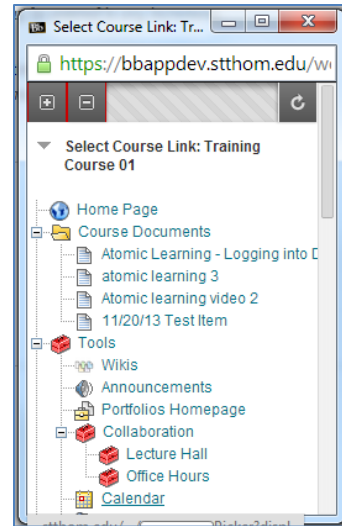 Bb Select Course Link: Tr...
https://bbappdev.stthom.edu/w
Select Course Link: Training
Course 01
Home Page
Course Documents
Atomic Learning - Logging into D
atomic learning 3
Atomic learning video 2
11/20/13 Test Item
Tools
Wikis
Announcements
Portfolios Homepage
Collaboration
Lecture Hall
Office Hours
Calendar